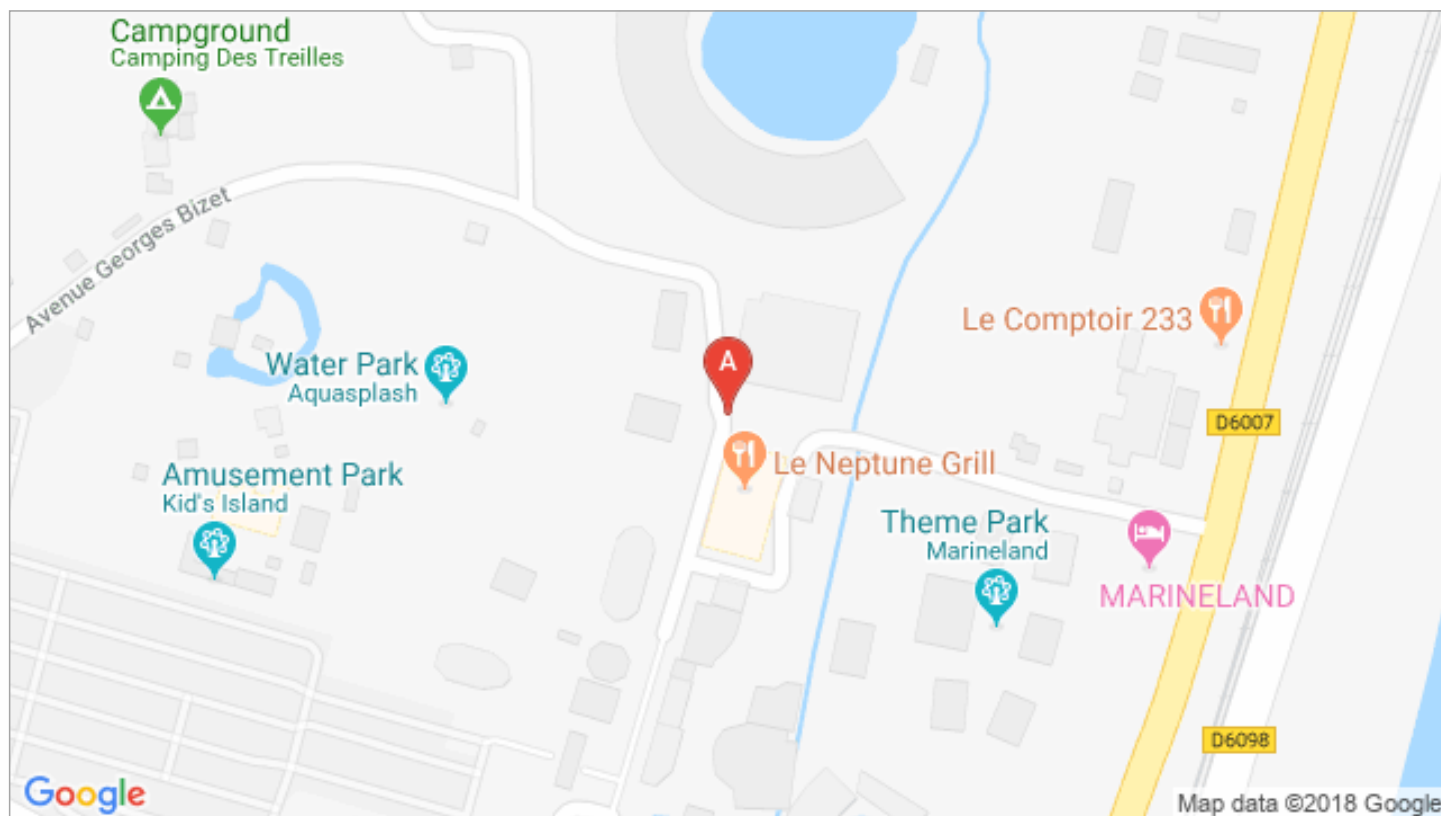 Campground
Camping Des Treilles
Avenue Georges Bizet
Le Comptoir 233
A
Water Park
Aquasplash
D6007
Le Neptune Grill
Amusement Park
Kid's Island
Theme Park
Marineland
MARINELAND
D6098
Google
Map data ©2018 Google